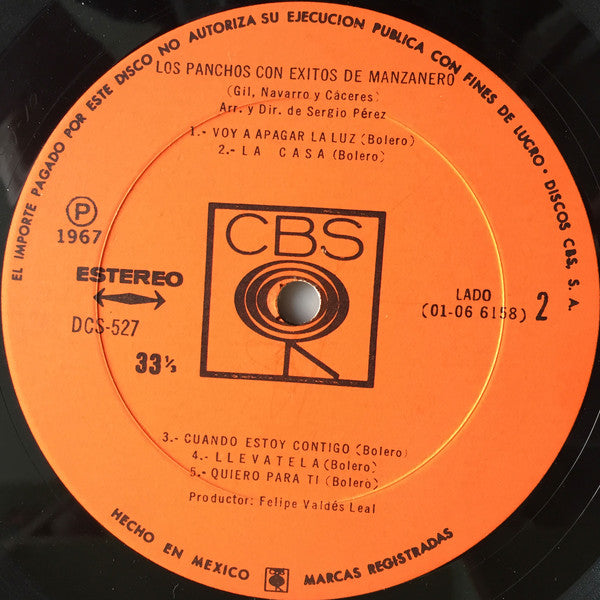 EL IMPORTE PAGADO POR ESTE DISCO NO AUTORIZA SU EJECUCION PUBLICA CON FINES DE LUCRO · DISCOS CBS, S. A.
LOS PANCHOS CON EXITOS DE MANZANERO
(Gil, Navarro y Cáceres)
Arr. y Dir. de Sergio Pérez
1.- VOY A APAGAR LA LUZ (Bolero)
2.- LA CASA (Bolero)
P
1967
CBS
ESTEREO
DCS-527
33 1/3
LADO
(01-06 6158) 2
3.- CUANDO ESTOY CONTIGO (Bolero)
4.- LLEVATELA (Bolero)
5.- QUIERO PARA TI (Bolero)
Productor: Felipe Valdés Leal
HECHO EN MEXICO CBS MARCAS REGISTRADAS